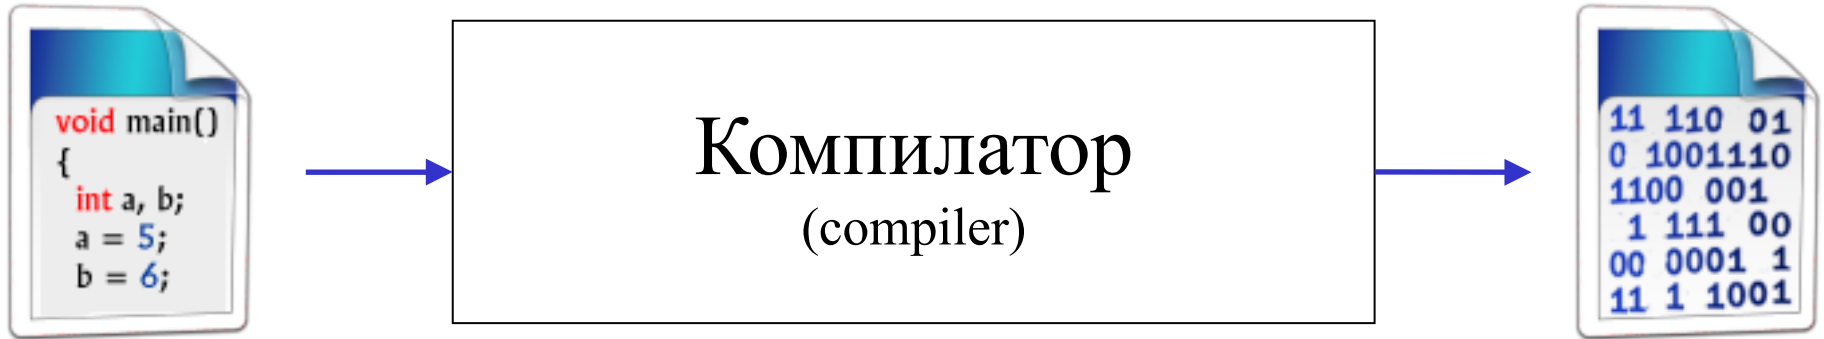 void main()
{
int a, b;
a = 5;
b = 6;
Компилатор
(compiler)
11 110 01
0 1001110
1100 001
1 111 00
00 0001 1
11 1 1001